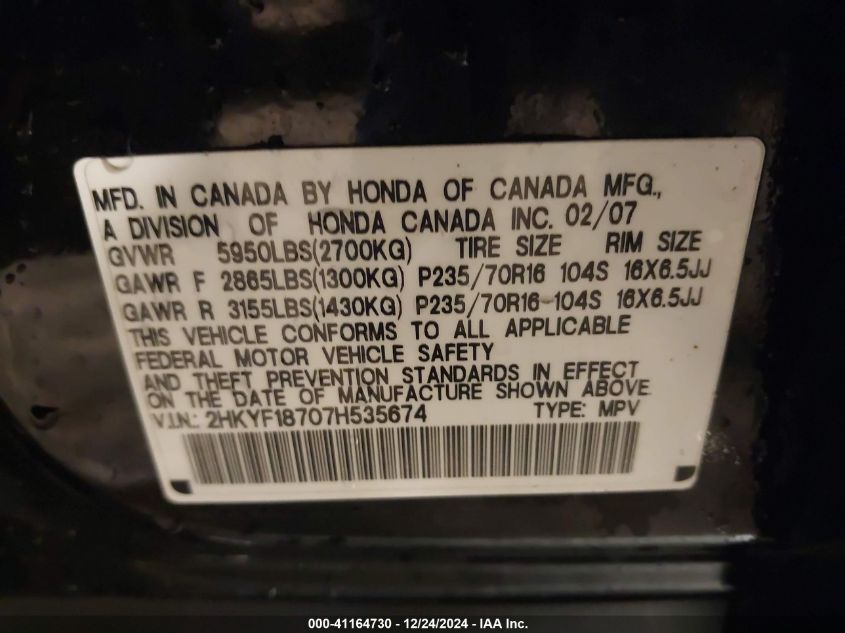 MFD. IN CANADA BY HONDA OF CANADA MFG.,
A DIVISION OF HONDA CANADA INC. 02/07
GVWR 5950LBS(2700KG) TIRE SIZE RIM SIZE
GAWR F 2865LBS(1300KG) P235/70R16 104S 16X6.5JJ
GAWR R 3155LBS(1430KG) P235/70R16 104S 16X6.5JJ
THIS VEHICLE CONFORMS TO ALL APPLICABLE
FEDERAL MOTOR VEHICLE SAFETY
AND THEFT PREVENTION STANDARDS IN EFFECT
ON THE DATE OF MANUFACTURE SHOWN ABOVE
V.I.N.: 2HKYF18707H535674 TYPE: MPV
000-41164730 - 12/24/2024 - IAA Inc.